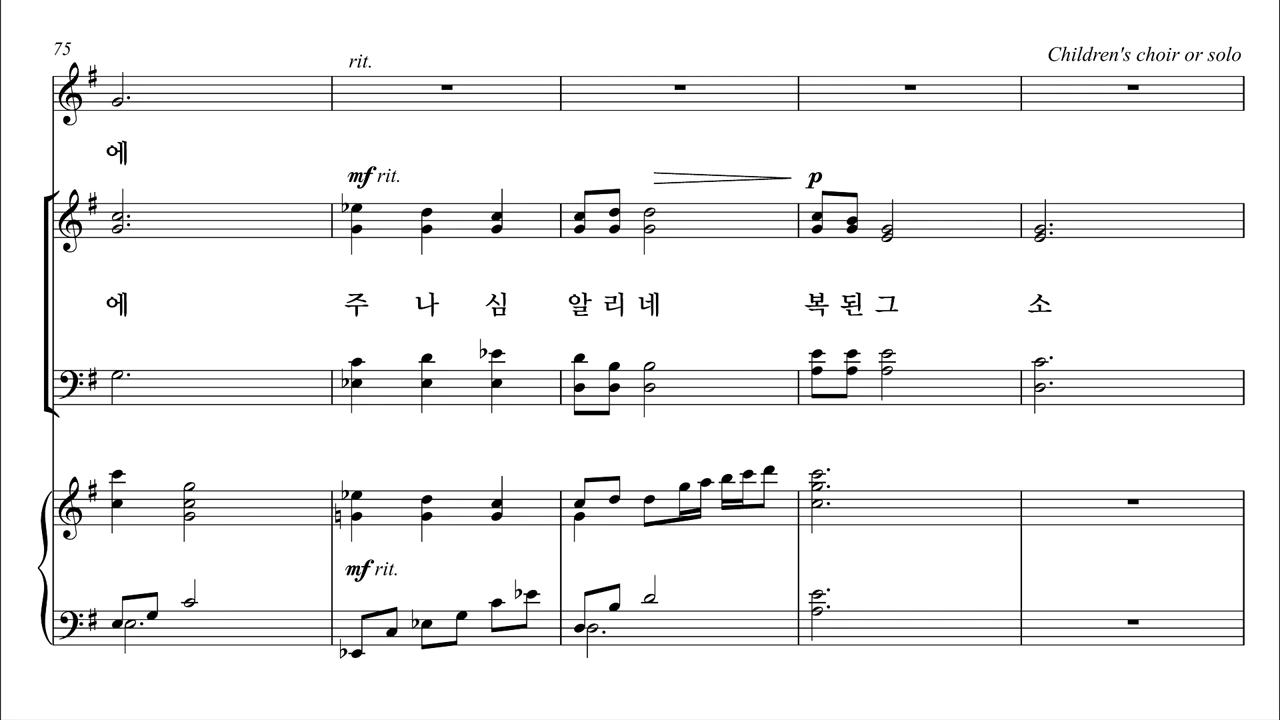 75
rit.
Children's choir or solo
에
mf rit.
p
에 주 나 심 알 리 네 복 된 그 소
mf rit.